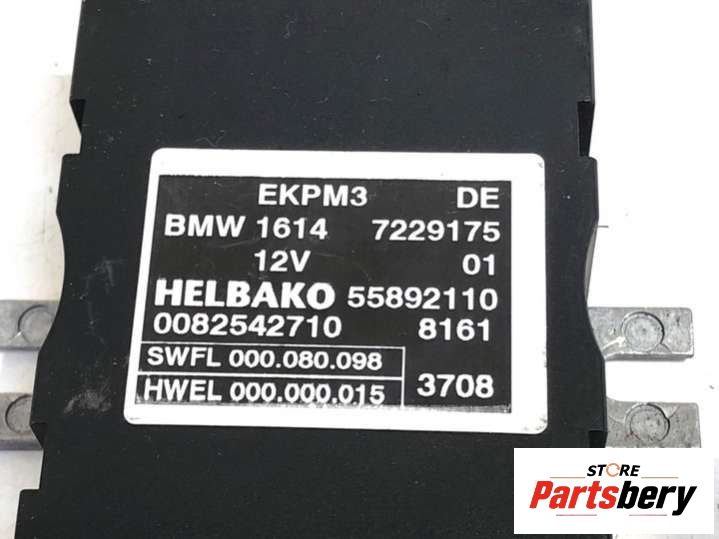 EKPM3 DE
BMW 1614 7229175
12V 01
HELBAKO 55892110
0082542710 8161
SWFL 000.080.098
HWEL 000.000.015 3708
STORE
Partsbery